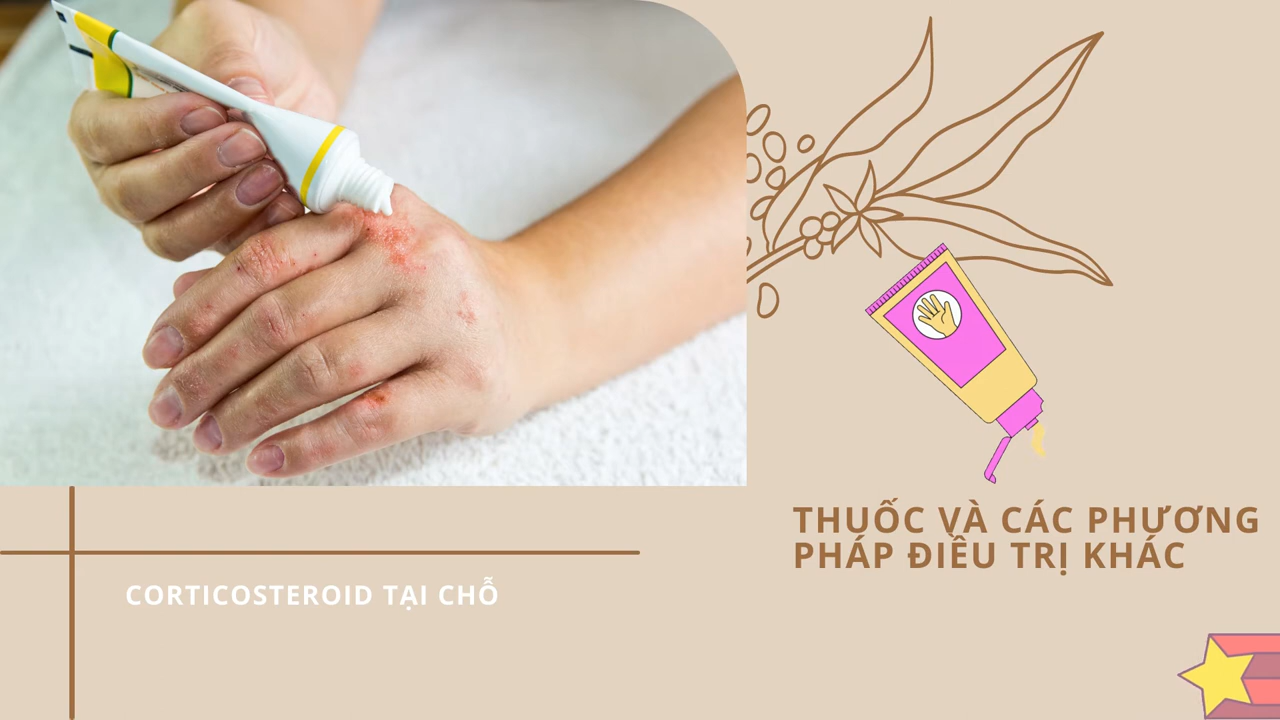 THUỐC VÀ CÁC PHƯƠNG
PHÁP ĐIỀU TRỊ KHÁC
CORTICOSTEROID TẠI CHỖ